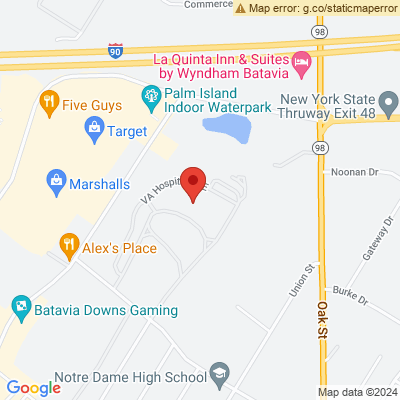 Commerce
Map error: g.co/staticmaperror
98
90
La Quinta Inn & Suites
by Wyndham Batavia
Five Guys
Palm Island
Indoor Waterpark
New York State
Thruway Exit 48
Target
98
Noonan Dr
Marshalls
VA Hospit
Gateway Dr
Alex's Place
Union St
Burke Dr
Batavia Downs Gaming
Oak St
Notre Dame High School
Google
Map data ©2024